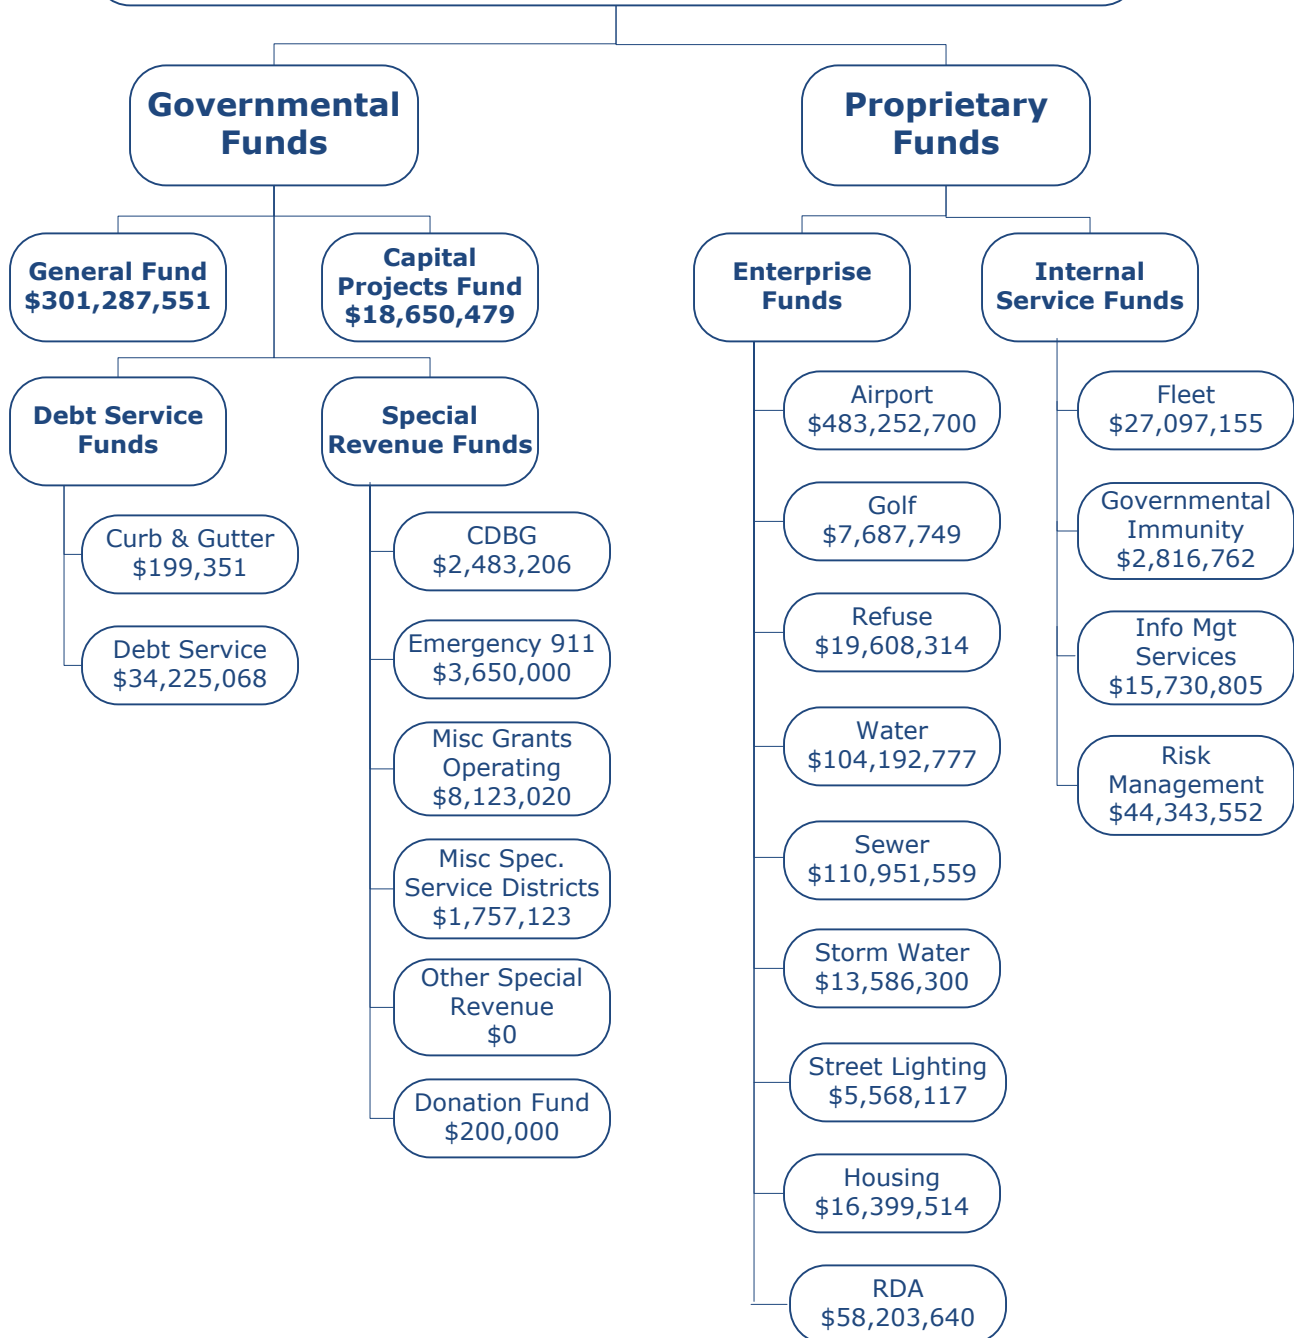 Governmental
Funds
Proprietary
Funds
General Fund
$301,287,551
Capital
Projects Fund
$18,650,479
Enterprise
Funds
Internal
Service Funds
Debt Service
Funds
Special
Revenue Funds
Curb & Gutter
$199,351
Debt Service
$34,225,068
CDBG
$2,483,206
Emergency 911
$3,650,000
Misc Grants
Operating
$8,123,020
Misc Spec.
Service Districts
$1,757,123
Other Special
Revenue
$0
Donation Fund
$200,000
Airport
$483,252,700
Golf
$7,687,749
Refuse
$19,608,314
Water
$104,192,777
Sewer
$110,951,559
Storm Water
$13,586,300
Street Lighting
$5,568,117
Housing
$16,399,514
RDA
$58,203,640
Fleet
$27,097,155
Governmental
Immunity
$2,816,762
Info Mgt
Services
$15,730,805
Risk
Management
$44,343,552